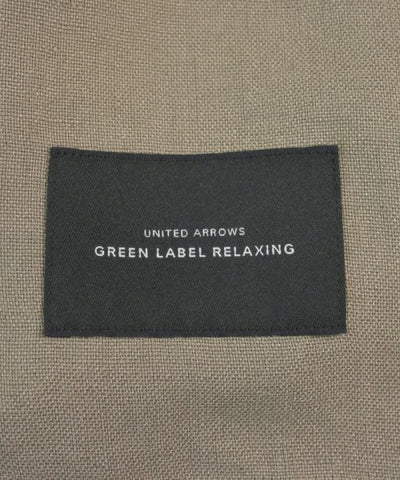 UNITED ARROWS
GREEN LABEL RELAXING